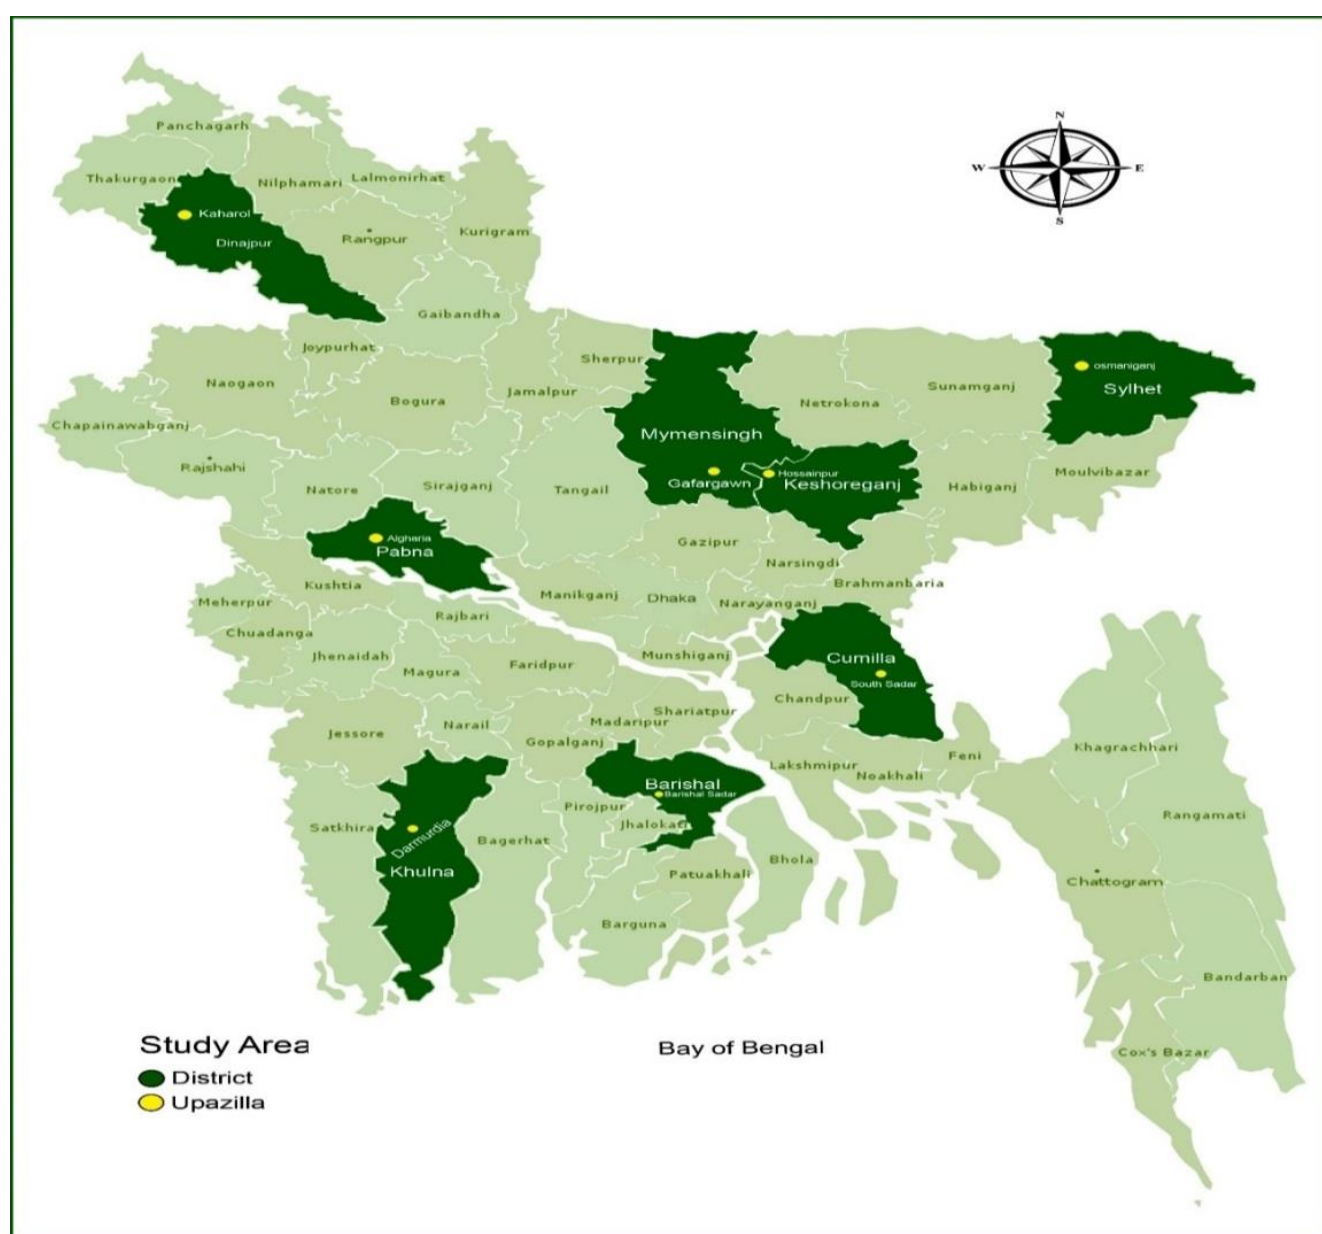 N
W
E
S
Panchagarh
Thakurgaon
Nilphamari
Lalmonirhat
Kaharol
Dinajpur
Rangpur
Kurigram
Gaibandha
Joypurhat
Sherpur
Naogaon
Bogura
Jamalpur
Netrokona
Sunamganj
osmaniganj
Sylhet
Chapainawabganj
Mymensingh
Rajshahi
Natore
Sirajganj
Tangail
Gafargawn
Hossainpur
Keshoreganj
Habiganj
Moulvibazar
Algharia
Pabna
Gazipur
Narsingdi
Kushtia
Manikganj
Dhaka
Narayanganj
Brahmanbaria
Meherpur
Rajbari
Chuadanga
Jhenaidah
Magura
Faridpur
Munshiganj
Cumilla
South Sadar
Chandpur
Shariatpur
Madaripur
Narail
Jessore
Gopalganj
Lakshmipur
Noakhali
Feni
Khagrachhari
Barishal
Barishal Sadar
Pirojpur
Jhalokati
Rangamati
Satkhira
Darmurdia
Bagerhat
Khulna
Patuakhali
Bhola
Chattogram
Barguna
Bandarban
Cox's Bazar
Bay of Bengal
Study Area
District
Upazilla